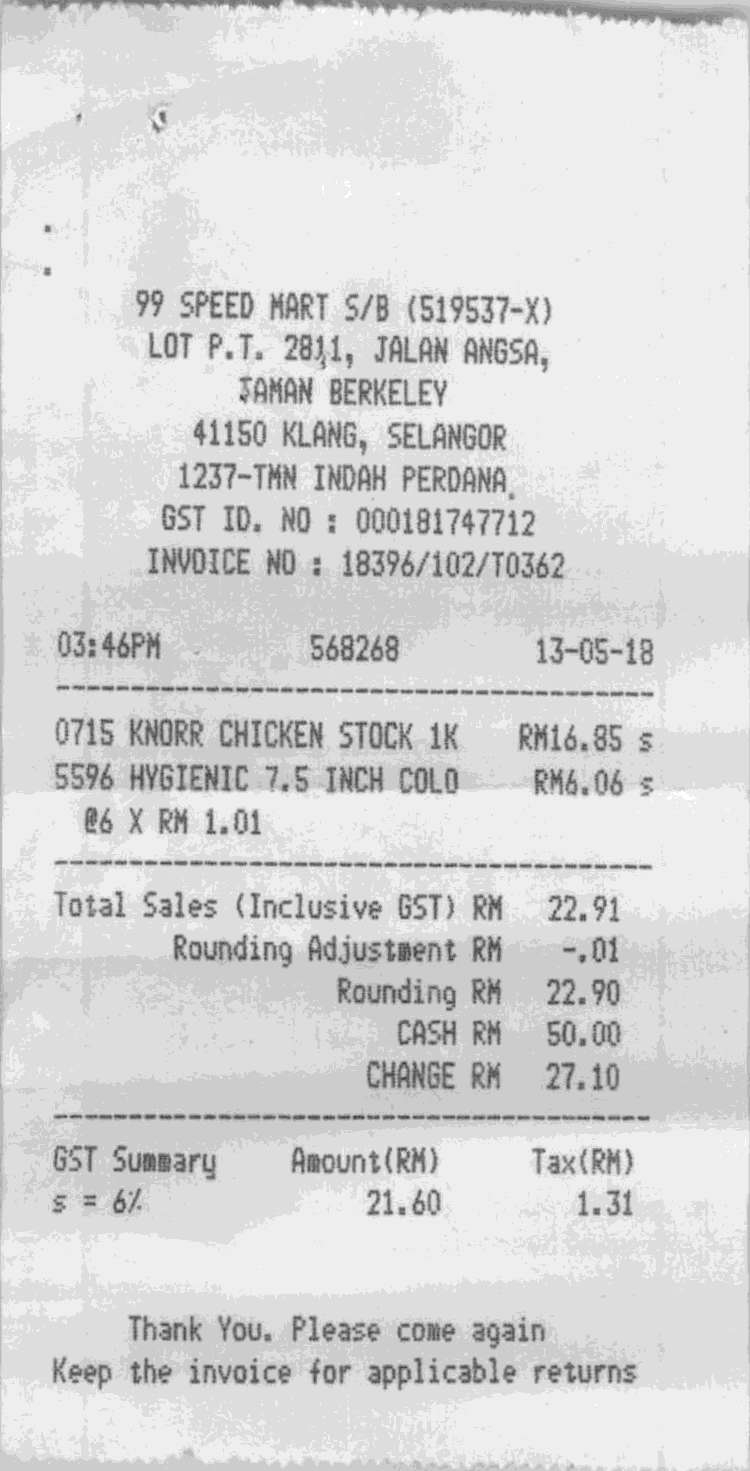 99 SPEED MART S/B (519537-X)
LOT P.T. 2811, JALAN ANGSA,
TAMAN BERKELEY
41150 KLANG, SELANGOR
1237-TMN INDAH PERDANA
GST ID. NO : 000181747712
INVOICE NO : 18396/102/T0362
03:46PM 568268 13-05-18
0715 KNORR CHICKEN STOCK 1K RM16.85 s
5596 HYGIENIC 7.5 INCH COLO RM6.06 s
@6 X RM 1.01
Total Sales (Inclusive GST) RM 22.91
Rounding Adjustment RM -.01
Rounding RM 22.90
CASH RM 50.00
CHANGE RM 27.10
GST Summary Amount(RM) Tax(RM)
s = 6% 21.60 1.31
Thank You. Please come again
Keep the invoice for applicable returns